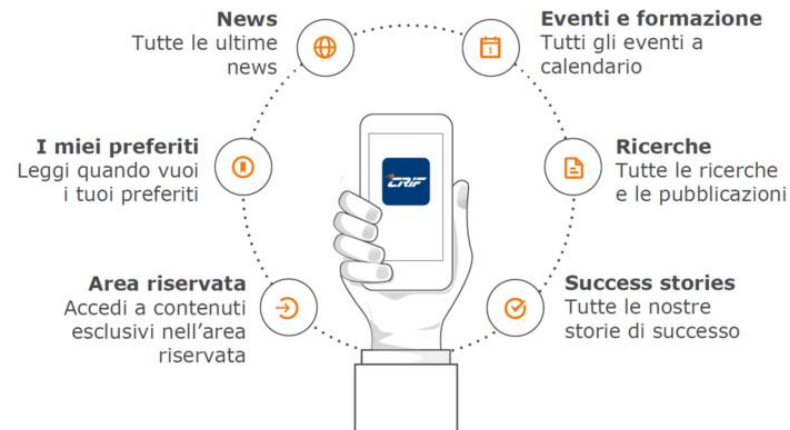 News
Tutte le ultime
news
Eventi e formazione
Tutti gli eventi a
calendario
1
I miei preferiti
Leggi quando vuoi
i tuoi preferiti
CRIF
Ricerche
Tutte le ricerche
e le pubblicazioni
Area riservata
Accedi a contenuti
esclusivi nell'area
riservata
Success stories
Tutte le nostre
storie di successo